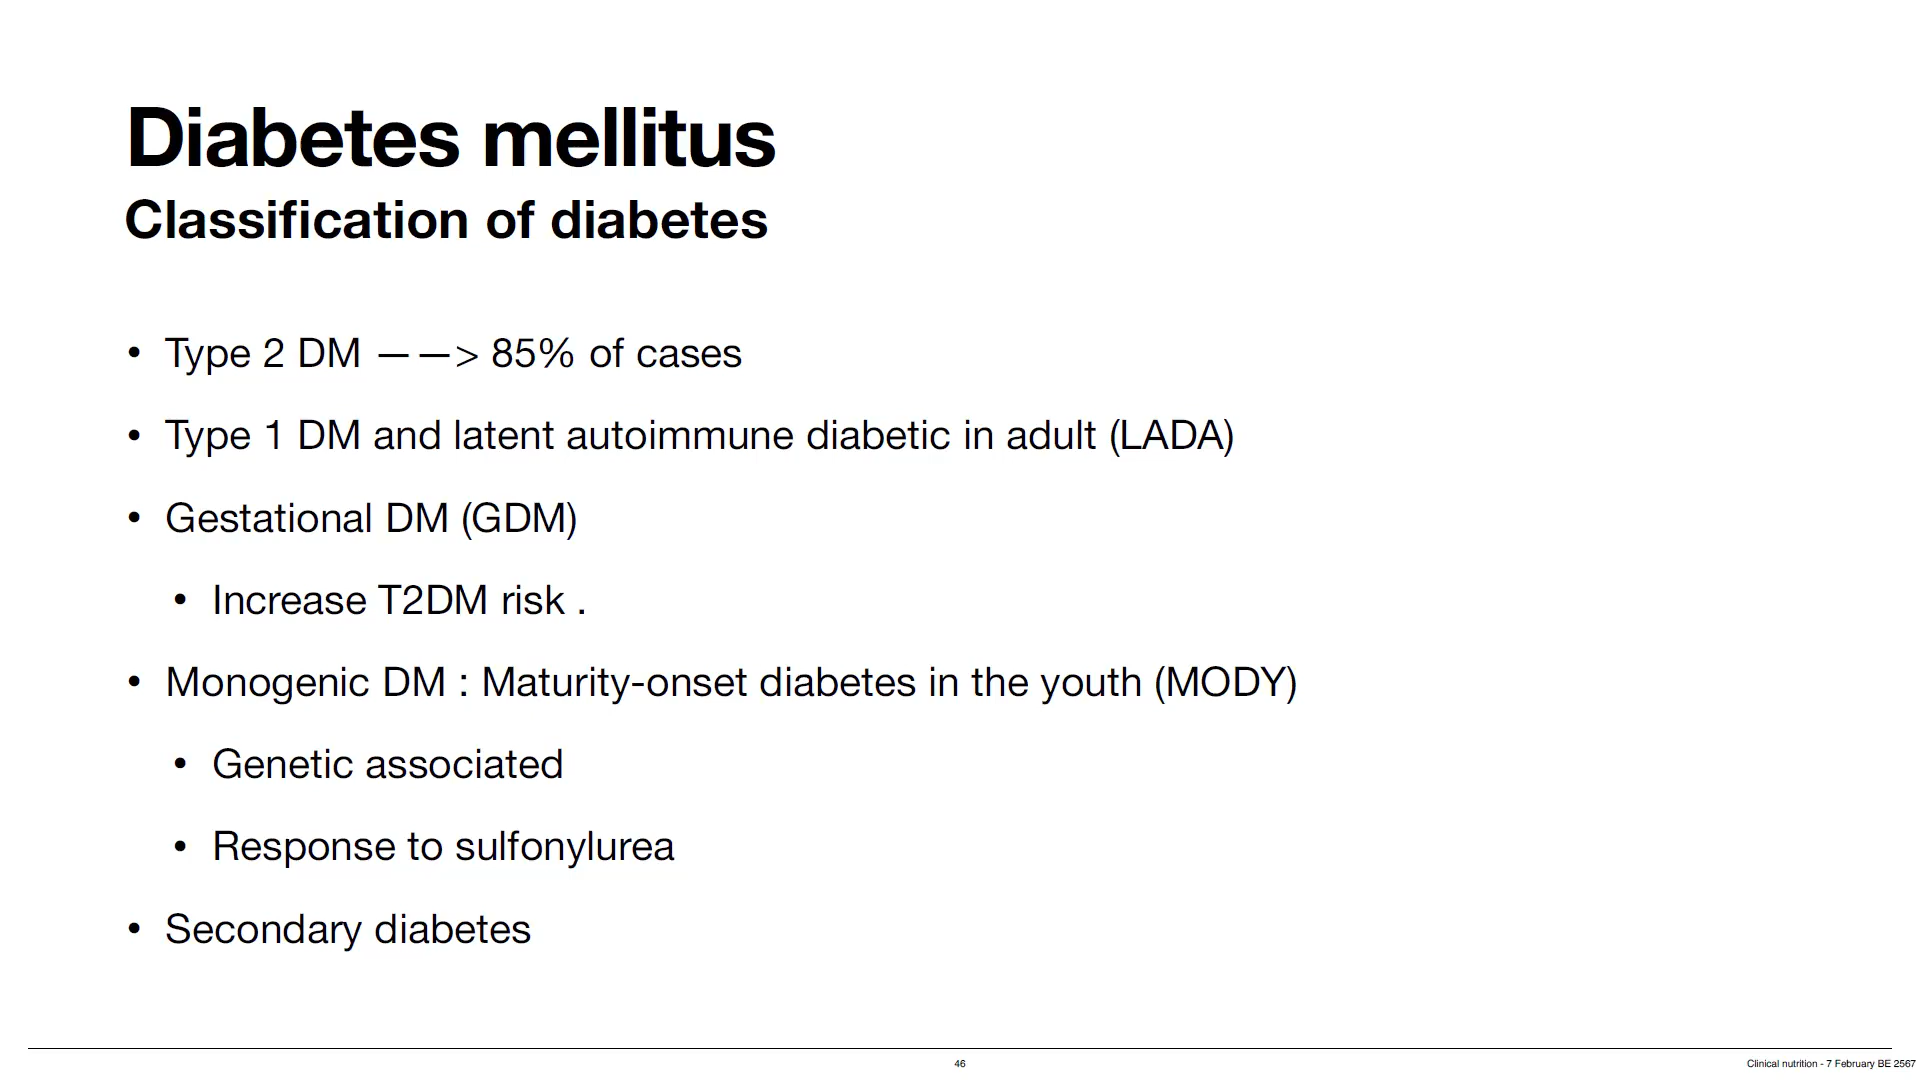 Diabetes mellitus
Classification of diabetes
• Type 2 DM ——> 85% of cases
• Type 1 DM and latent autoimmune diabetic in adult (LADA)
• Gestational DM (GDM)
• Increase T2DM risk .
• Monogenic DM : Maturity-onset diabetes in the youth (MODY)
• Genetic associated
• Response to sulfonylurea
• Secondary diabetes
46
Clinical nutrition - 7 February BE 2567